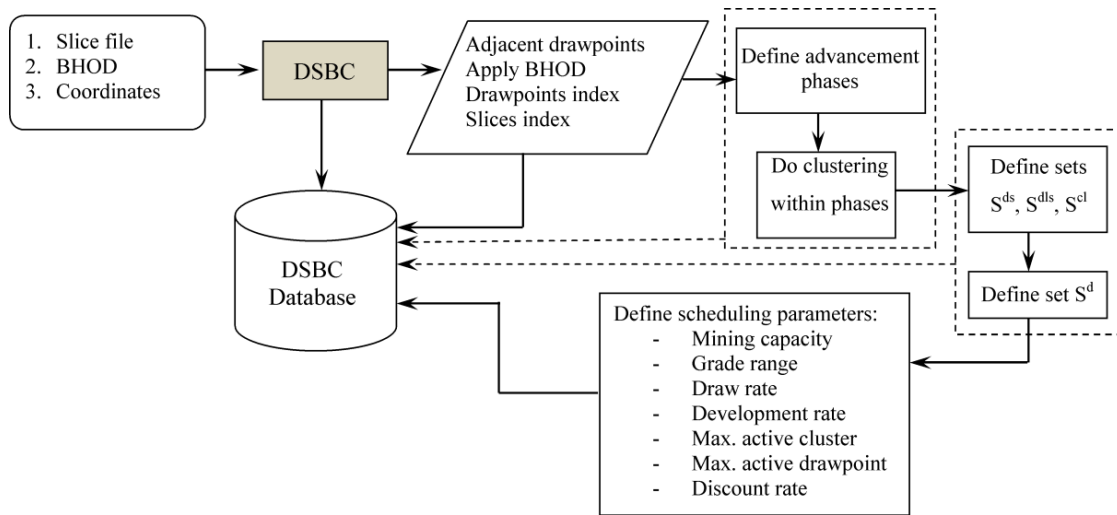 1. Slice file
2. BHOD
3. Coordinates
DSBC
Adjacent drawpoints
Apply BHOD
Drawpoints index
Slices index
Define advancement
phases
Do clustering
within phases
Define sets
S^ds, S^dls, S^cl
Define set S^d
DSBC
Database
Define scheduling parameters:
- Mining capacity
- Grade range
- Draw rate
- Development rate
- Max. active cluster
- Max. active drawpoint
- Discount rate